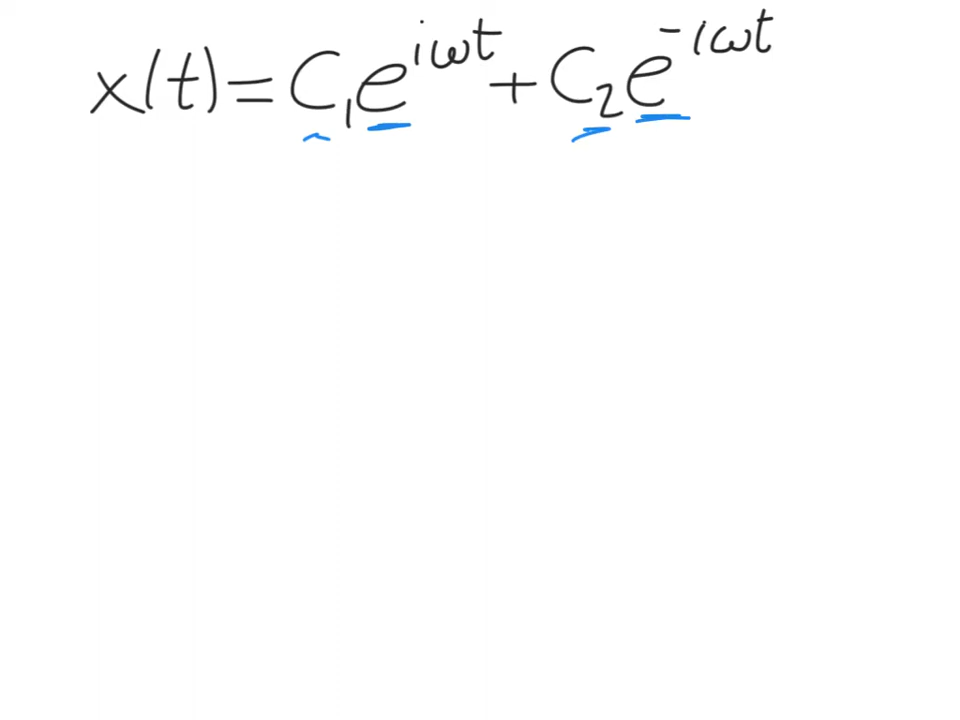 x(t) = C₁e^{iωt} + C₂e^{-iωt}